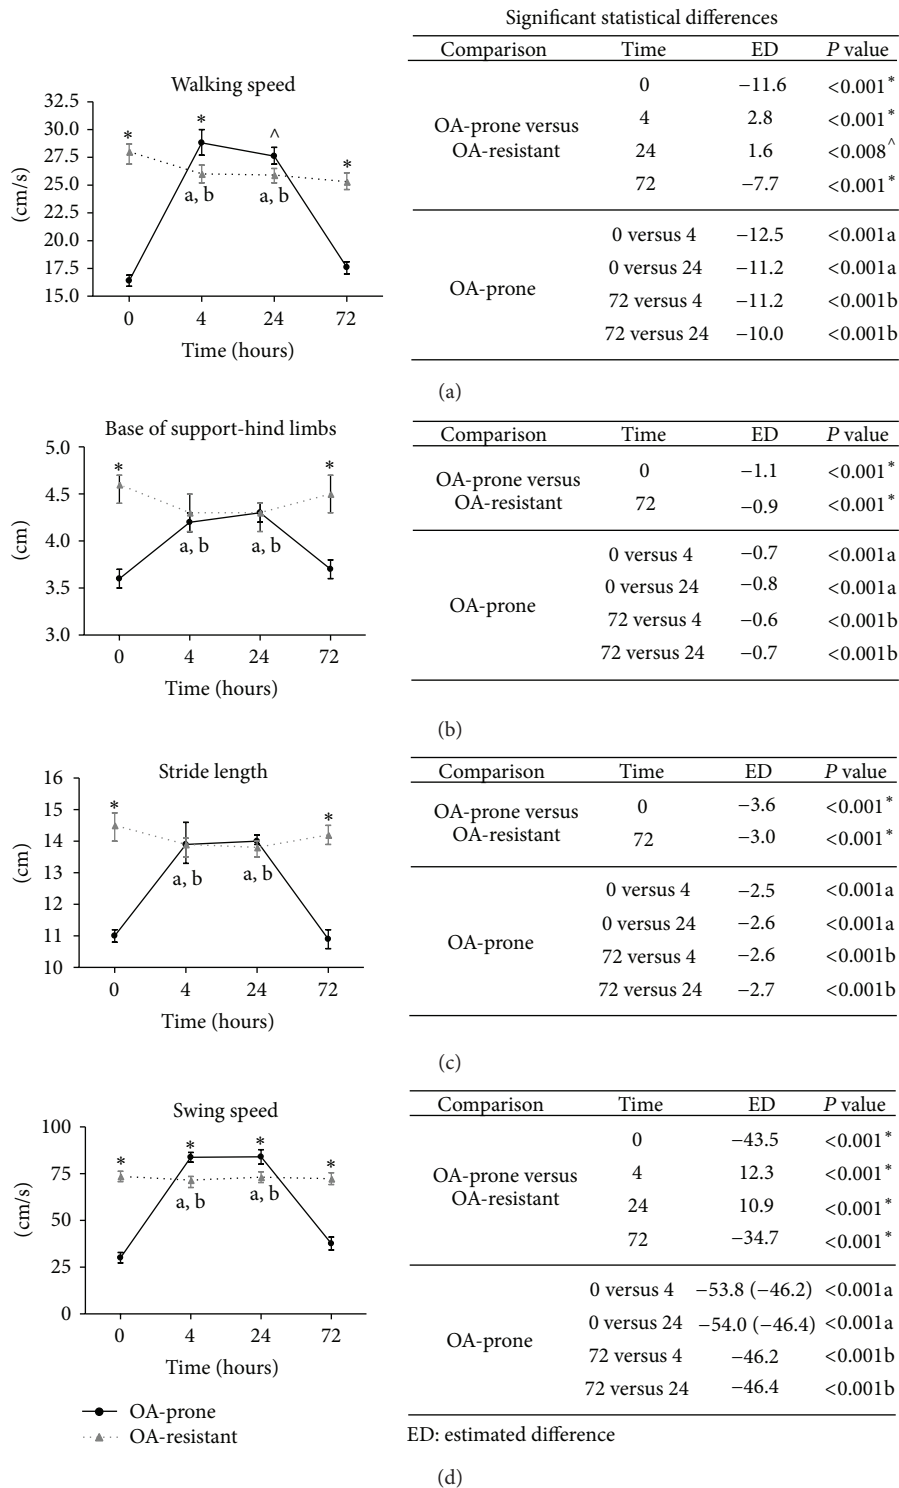 Significant statistical differences
Walking speed
32.5
30.0
27.5
25.0
22.5
20.0
17.5
15.0
(cm/s)
* * ^ *
a, b a, b
0 4 24 72
Time (hours)
Comparison Time ED P value
OA-prone versus
OA-resistant
0 −11.6 <0.001*
4 2.8 <0.001*
24 1.6 <0.008^
72 −7.7 <0.001*
OA-prone
0 versus 4 −12.5 <0.001a
0 versus 24 −11.2 <0.001a
72 versus 4 −11.2 <0.001b
72 versus 24 −10.0 <0.001b
(a)
Base of support-hind limbs
5.0
4.5
4.0
3.5
3.0
(cm)
* *
a, b a, b
0 4 24 72
Time (hours)
Comparison Time ED P value
OA-prone versus
OA-resistant
0 −1.1 <0.001*
72 −0.9 <0.001*
OA-prone
0 versus 4 −0.7 <0.001a
0 versus 24 −0.8 <0.001a
72 versus 4 −0.6 <0.001b
72 versus 24 −0.7 <0.001b
(b)
Stride length
16
15
14
13
12
11
10
(cm)
* *
a, b a, b
0 4 24 72
Time (hours)
Comparison Time ED P value
OA-prone versus
OA-resistant
0 −3.6 <0.001*
72 −3.0 <0.001*
OA-prone
0 versus 4 −2.5 <0.001a
0 versus 24 −2.6 <0.001a
72 versus 4 −2.6 <0.001b
72 versus 24 −2.7 <0.001b
(c)
Swing speed
100
75
50
25
0
(cm/s)
* * * *
a, b a, b
0 4 24 72
Time (hours)
OA-prone
OA-resistant
Comparison Time ED P value
OA-prone versus
OA-resistant
0 −43.5 <0.001*
4 12.3 <0.001*
24 10.9 <0.001*
72 −34.7 <0.001*
OA-prone
0 versus 4 −53.8 (−46.2) <0.001a
0 versus 24 −54.0 (−46.4) <0.001a
72 versus 4 −46.2 <0.001b
72 versus 24 −46.4 <0.001b
ED: estimated difference
(d)